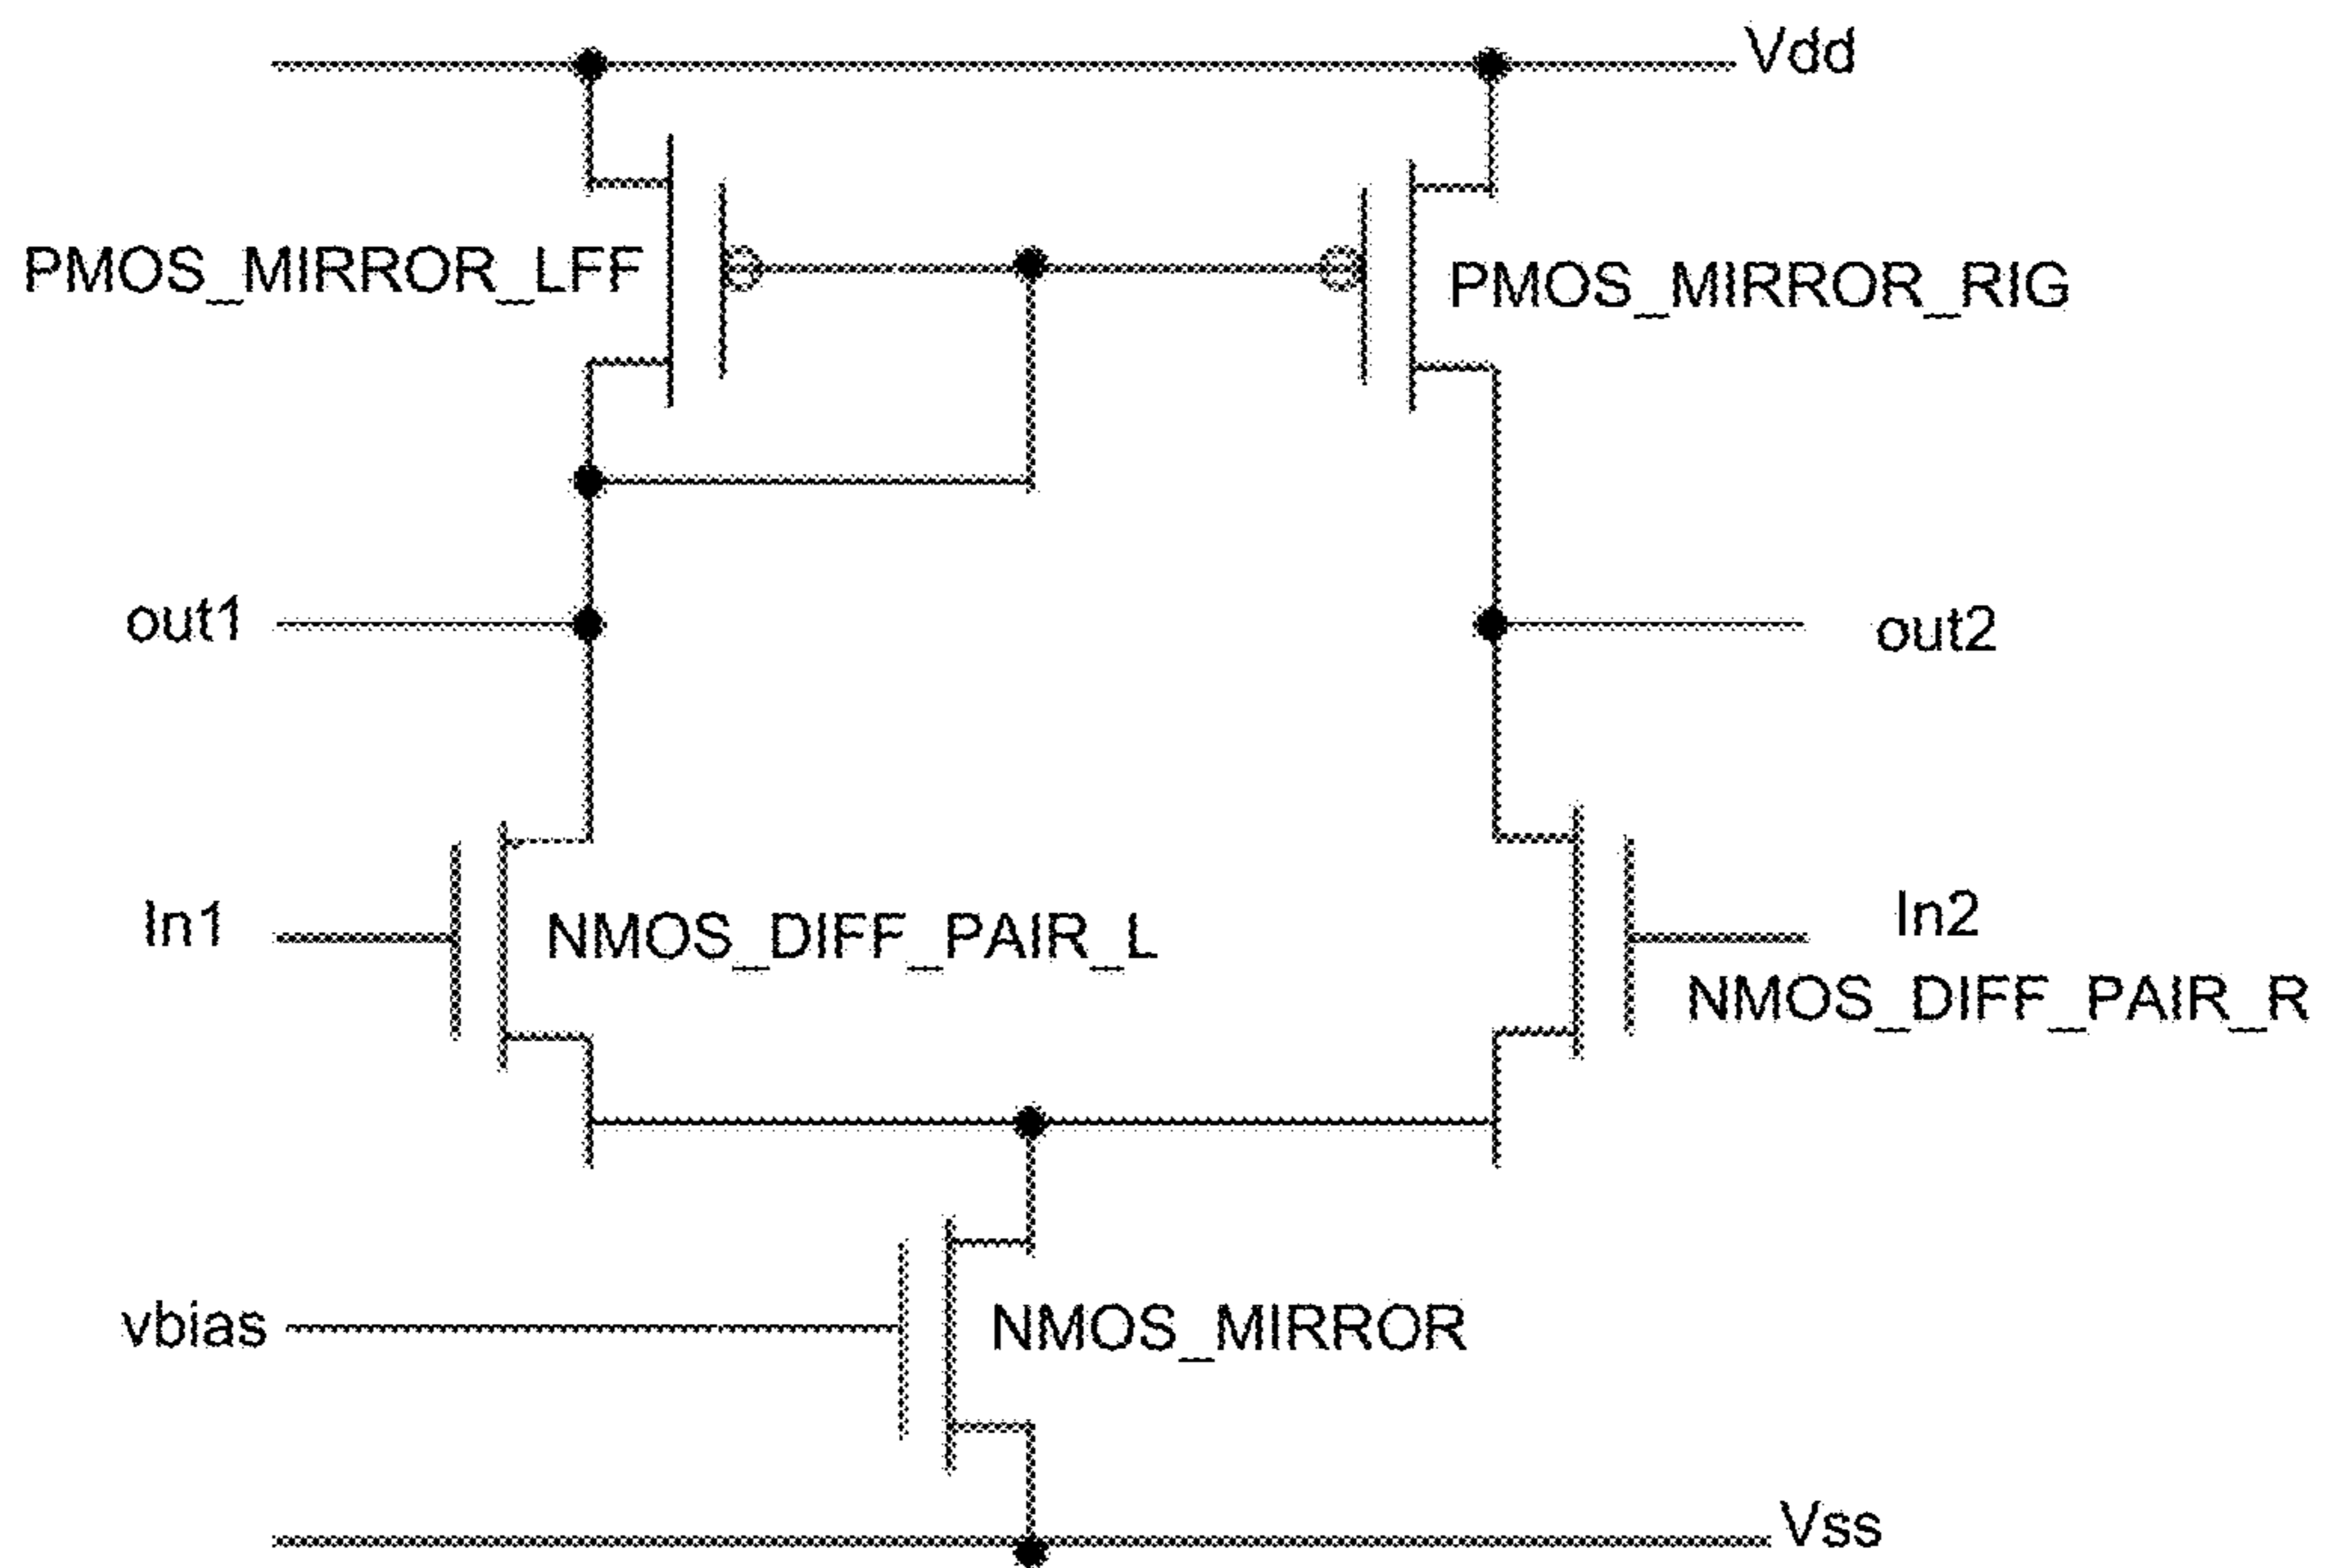 Vdd
PMOS_MIRROR_LFF
PMOS_MIRROR_RIG
out1
out2
In1
NMOS_DIFF_PAIR_L
In2
NMOS_DIFF_PAIR_R
vbias
NMOS_MIRROR
Vss